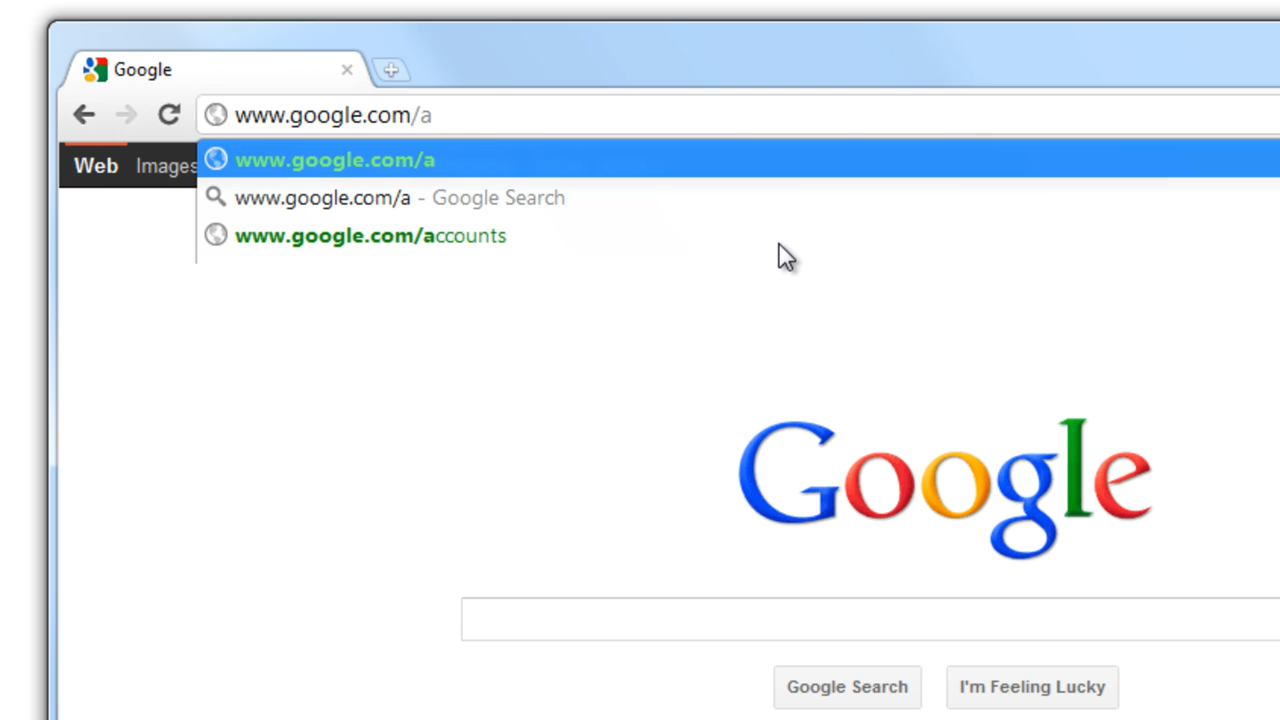 Google
www.google.com/a
Web Images
www.google.com/a
www.google.com/a - Google Search
www.google.com/accounts
Google
Google Search I'm Feeling Lucky